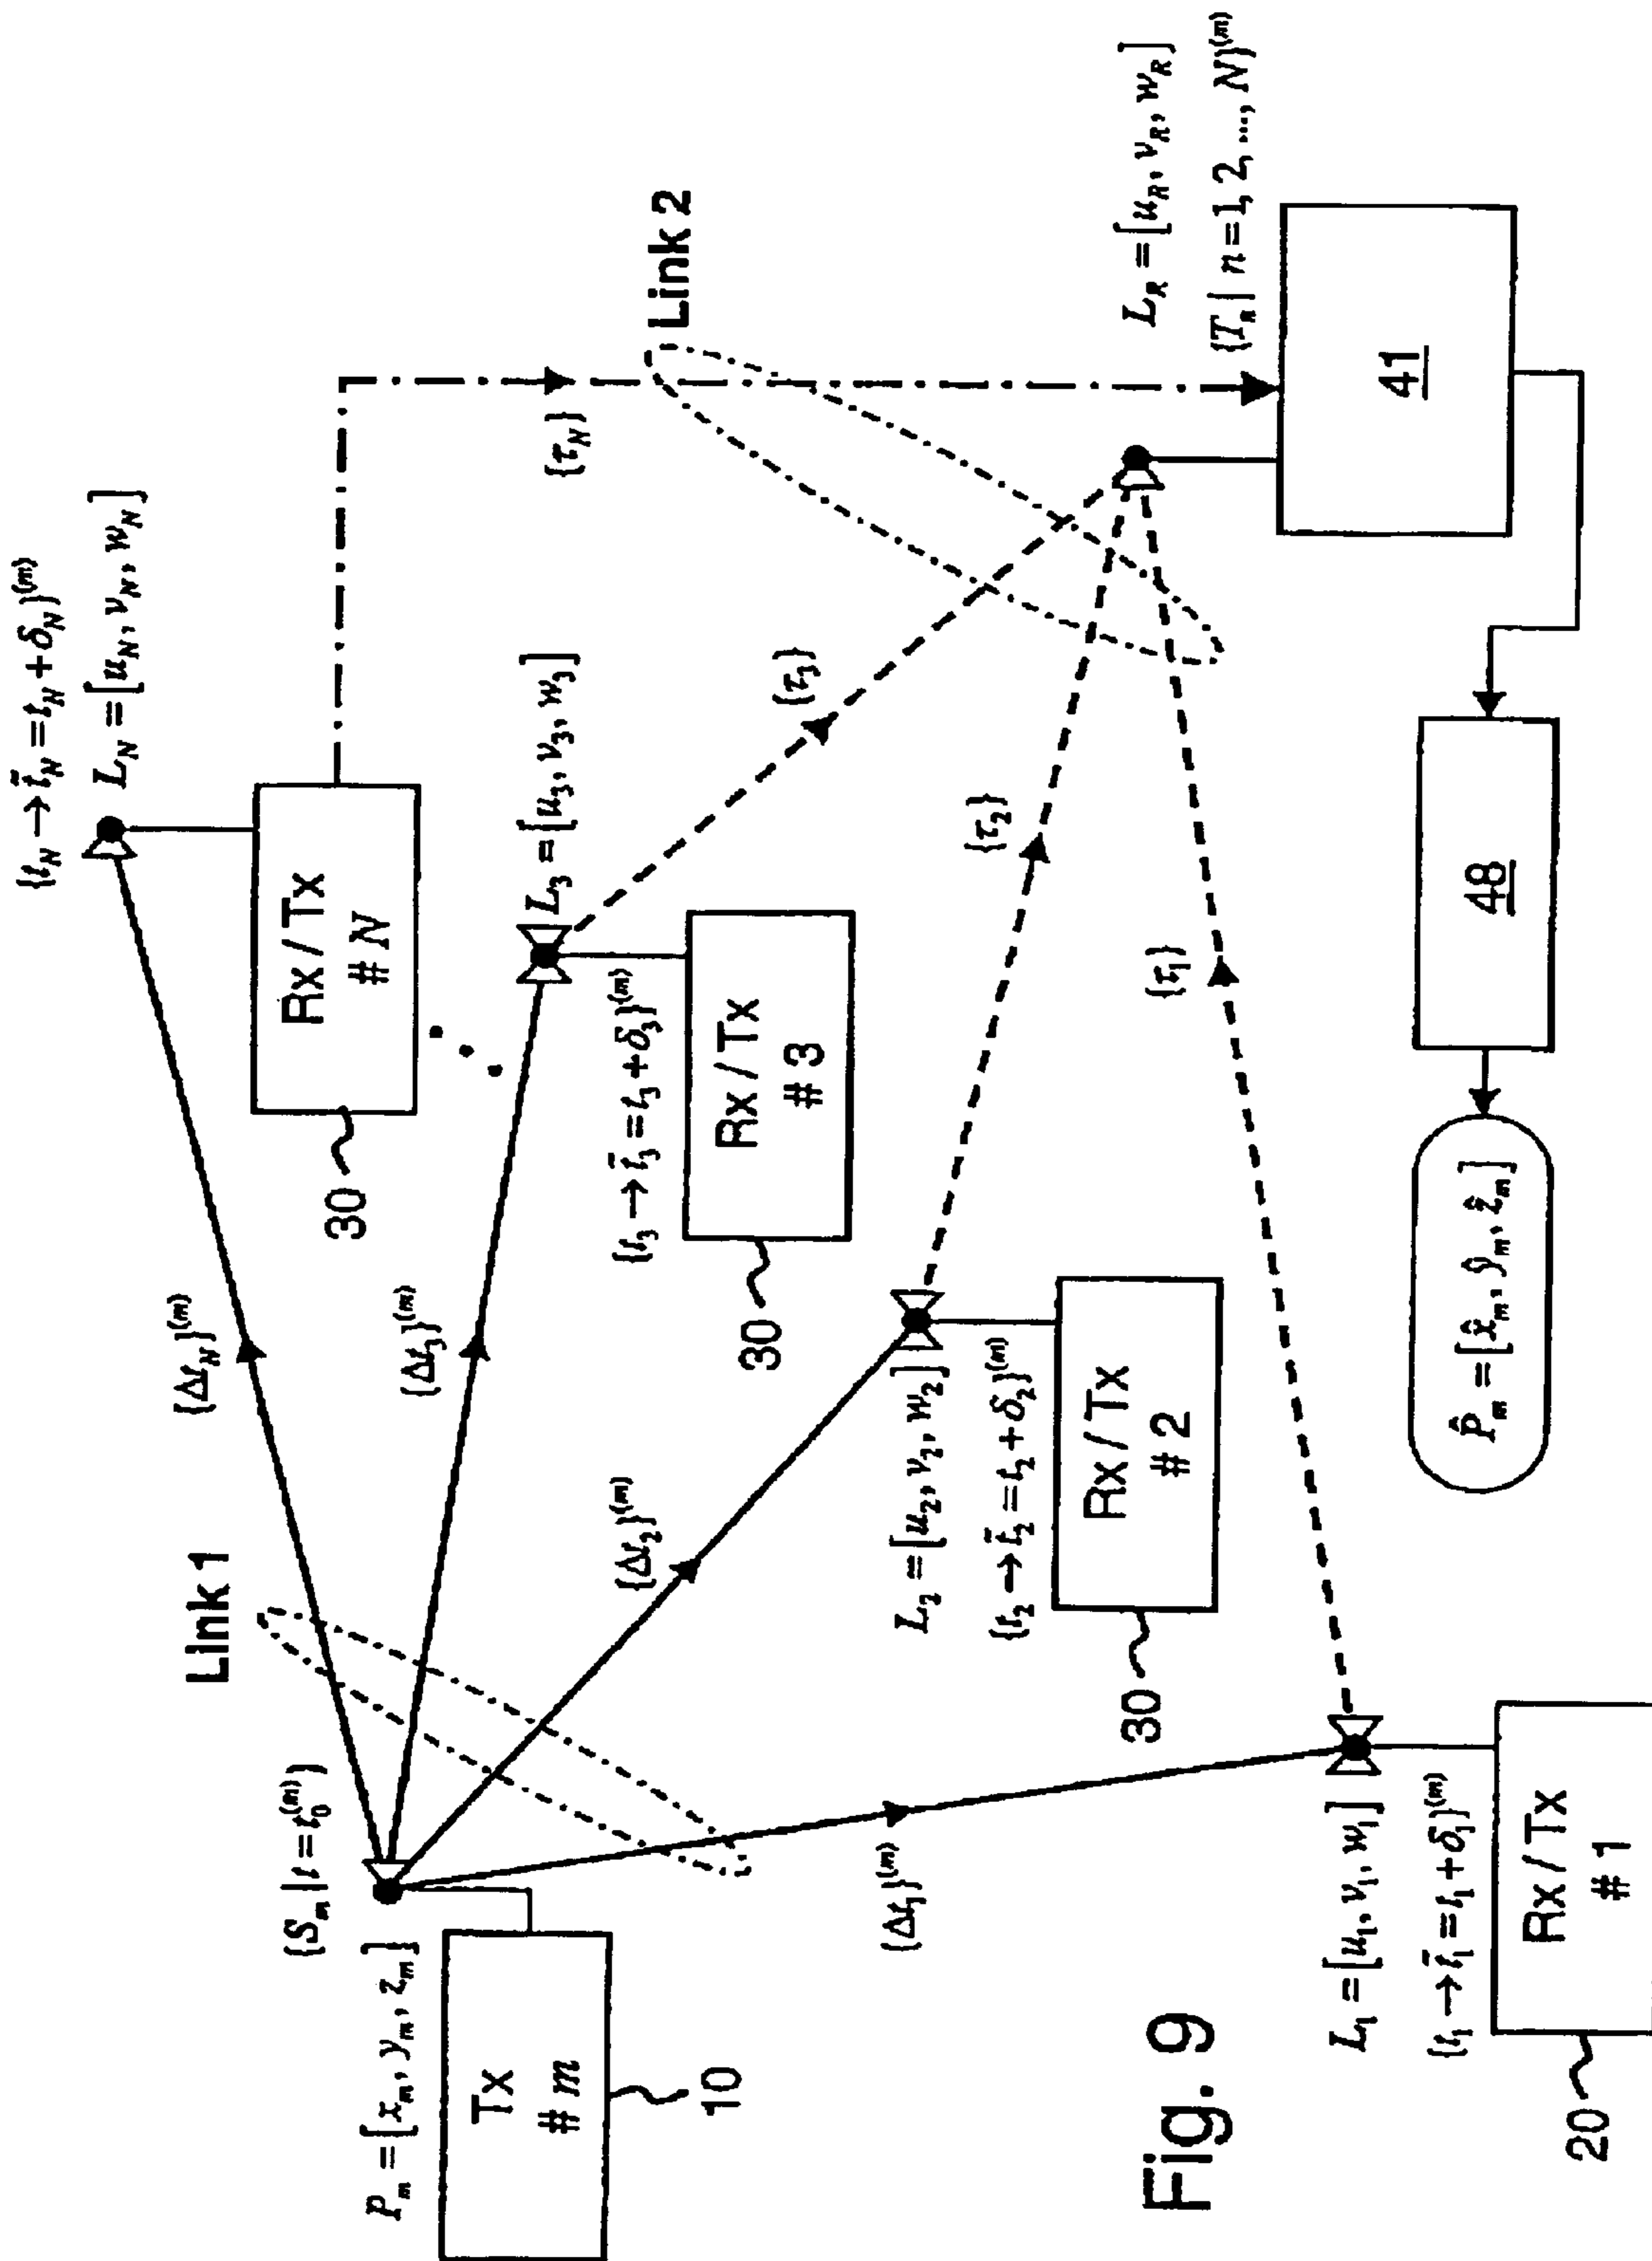 {t_N → t̄_N = t_N + δ_N}^(m)
L_N = [u_N, v_N, w_N]
Rx / Tx
# N
30
{Δt_N}^(m)
{τ_N}
Link 2
Link 1
{S_m | t = t_0^(m)}
P_m = [x_m, y_m, z_m]
Tx
# m
10
{Δt_3}^(m)
L_3 = [u_3, v_3, w_3]
{t_3 → t̄_3 = t_3 + δ_3}^(m)
Rx / Tx
# 3
30
{τ_3}
{Δt_2}^(m)
L_2 = [u_2, v_2, w_2]
{t_2 → t̄_2 = t_2 + δ_2}^(m)
Rx / Tx
# 2
30
{τ_2}
{Δt_1}^(m)
L_1 = [u_1, v_1, w_1]
{t_1 → t̄_1 = t_1 + δ_1}^(m)
Rx / Tx
# 1
20
{τ_1}
L_R = [u_R, v_R, w_R]
{T_n | n = 1, 2, ..., N}^(m)
41
48
P̂_m = [x̂_m, ŷ_m, ẑ_m]
Fig. 9